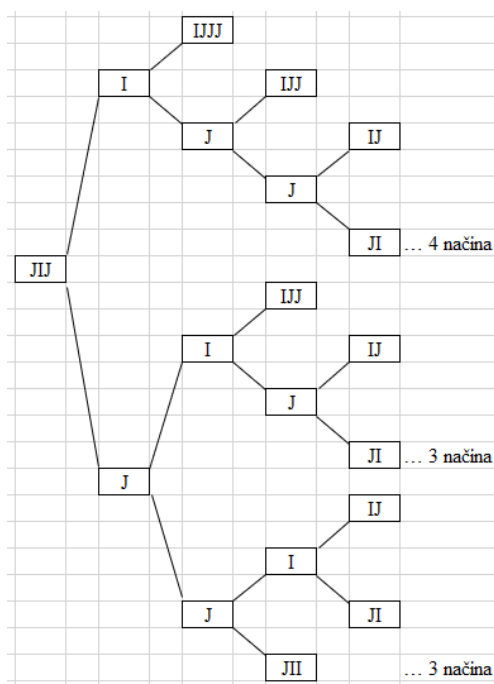 IJJJ
I
IJJ
J
IJ
J
JI … 4 načina
JIJ
IJJ
I
IJ
J
JI … 3 načina
J
IJ
I
J
JI
JII … 3 načina